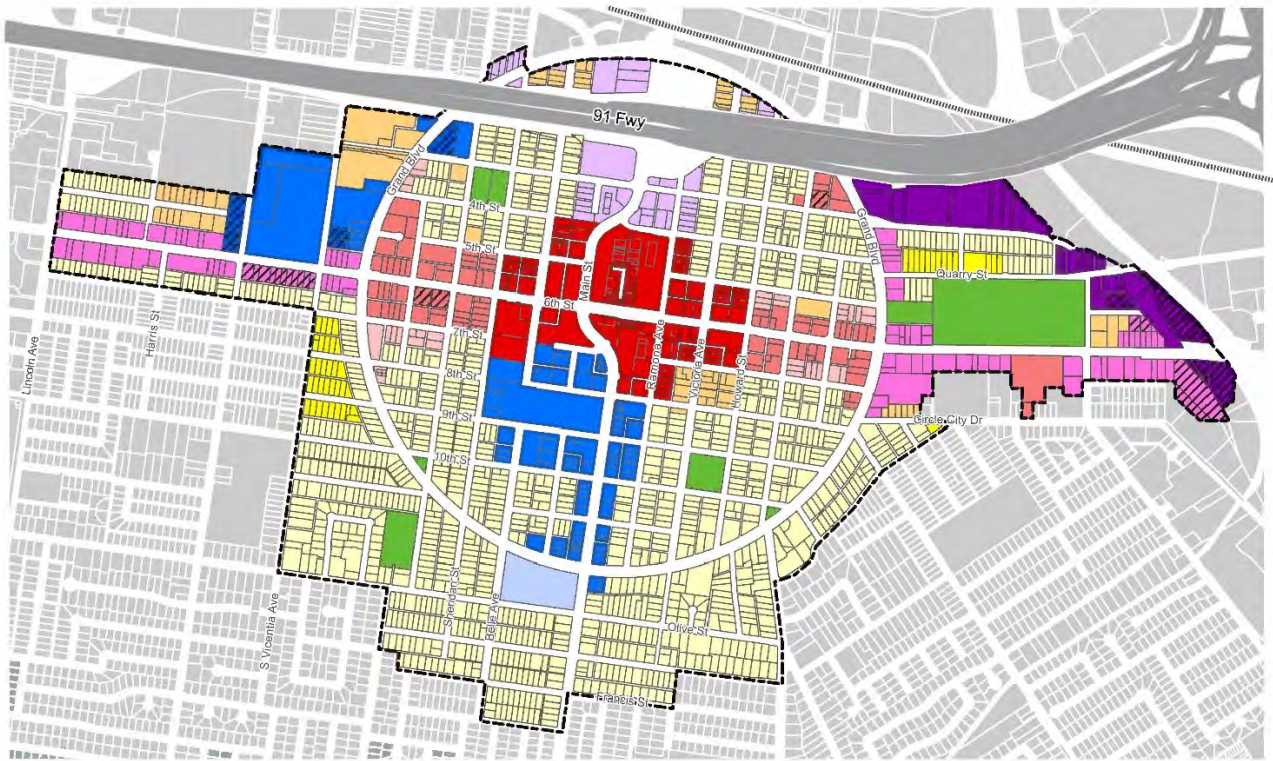 91 Fwy
Grand Blvd
4th St
Grand Blvd
5th St
Quarry St
Main St
6th St
Harris St
7th St
Ramona Ave
Victoria Ave
Lincoln Ave
8th St
Howard St
9th St
Circle City Dr
10th St
Sheridan St
Belle Ave
S Vicentia Ave
Olive St
Francis St